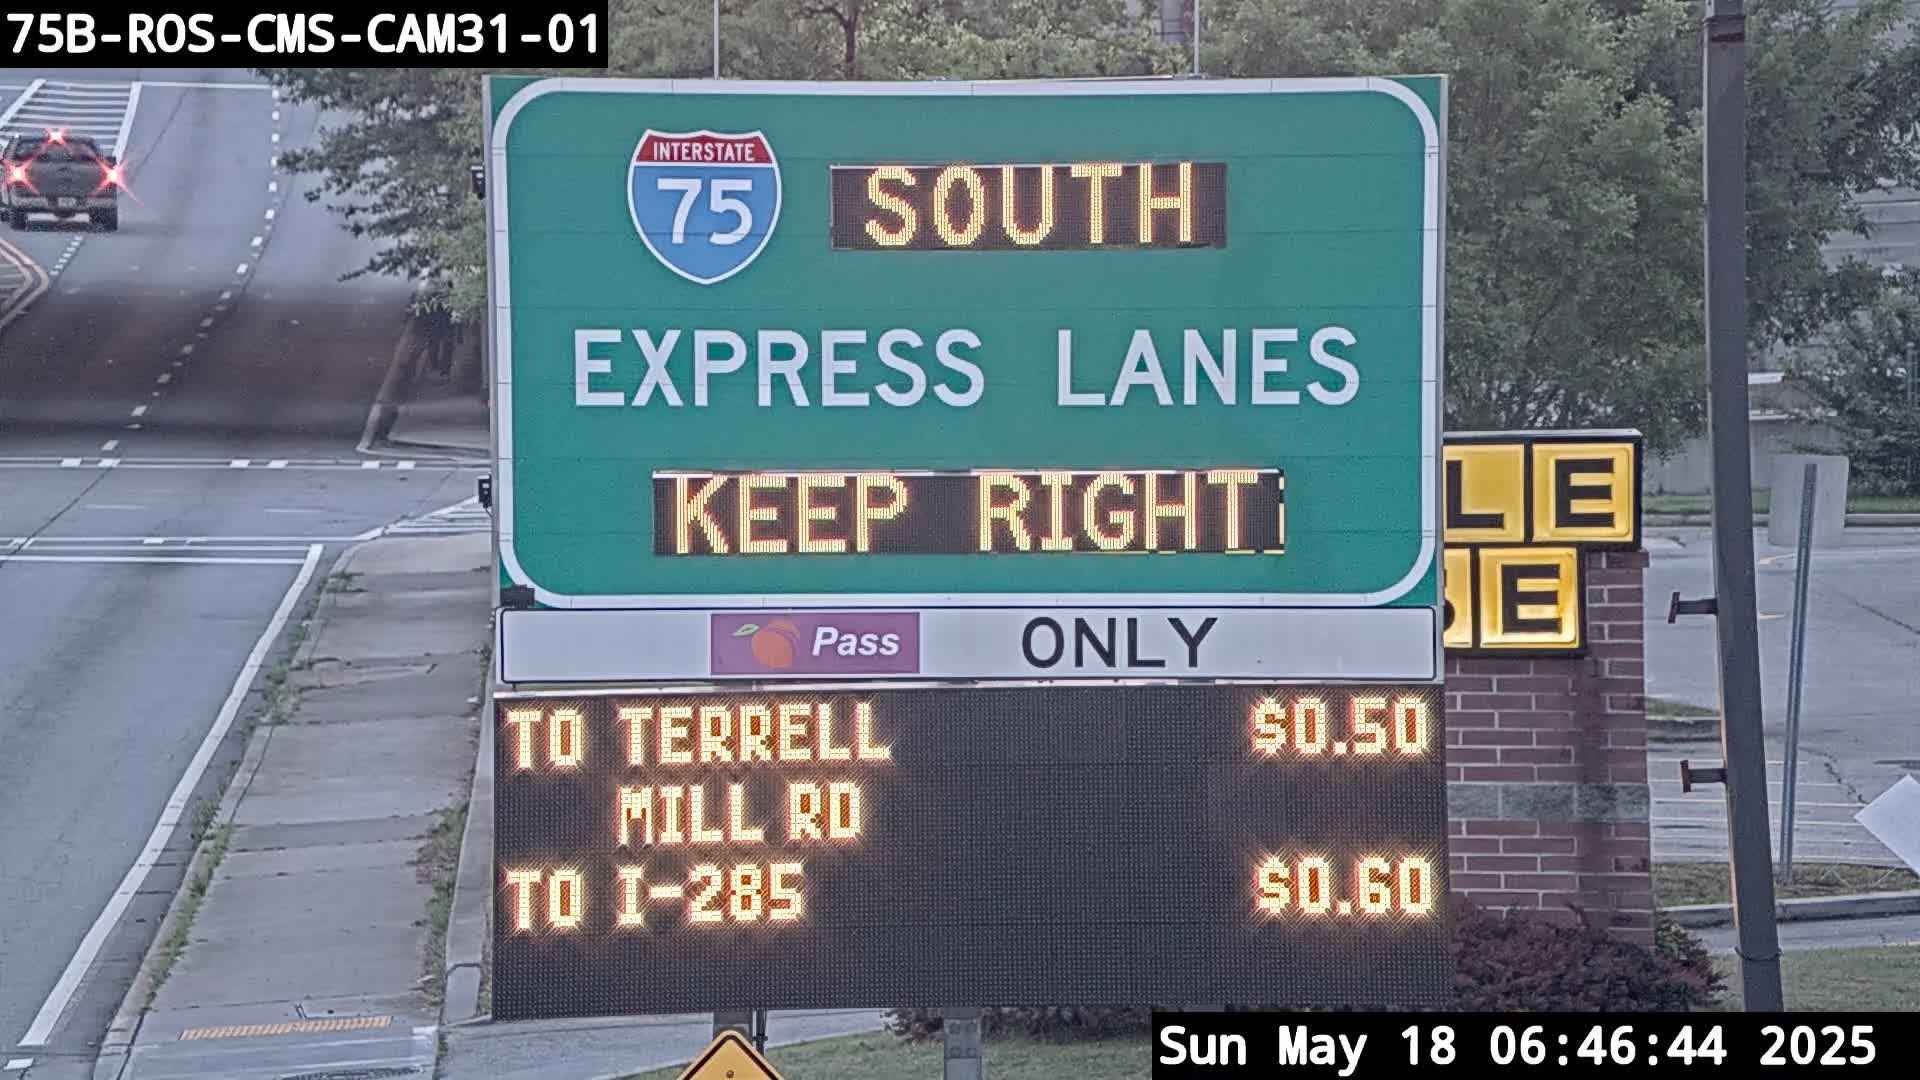 75B-ROS-CMS-CAM31-01
INTERSTATE
75
SOUTH
EXPRESS LANES
KEEP RIGHT
Pass ONLY
TO TERRELL $0.50
MILL RD
TO I-285 $0.60
LE
E
Sun May 18 06:46:44 2025